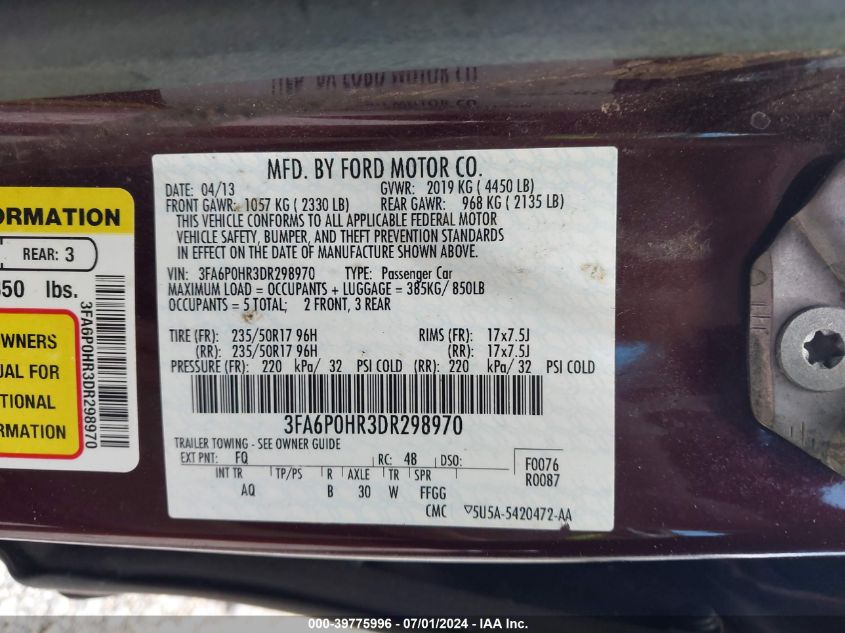 MFD. BY FORD MOTOR CO.
DATE: 04/13 GVWR: 2019 KG ( 4450 LB)
FRONT GAWR: 1057 KG ( 2330 LB) REAR GAWR: 968 KG ( 2135 LB)
THIS VEHICLE CONFORMS TO ALL APPLICABLE FEDERAL MOTOR
VEHICLE SAFETY, BUMPER, AND THEFT PREVENTION STANDARDS
IN EFFECT ON THE DATE OF MANUFACTURE SHOWN ABOVE.
VIN: 3FA6P0HR3DR298970 TYPE: Passenger Car
MAXIMUM LOAD = OCCUPANTS + LUGGAGE = 385KG/ 850LB
OCCUPANTS = 5 TOTAL; 2 FRONT, 3 REAR
TIRE (FR): 235/50R17 96H RIMS (FR): 17x7.5J
(RR): 235/50R17 96H (RR): 17x7.5J
PRESSURE (FR): 220 kPa/ 32 PSI COLD (RR): 220 kPa/ 32 PSI COLD
3FA6P0HR3DR298970
TRAILER TOWING - SEE OWNER GUIDE
EXT PNT: FQ RC: 48 DSO: F0076
INT TR TP/PS R AXLE TR SPR R0087
AQ B 30 W FFGG
CMC 5U5A-5420472-AA
ORMATION
REAR: 3
850 lbs.
OWNERS
UAL FOR
ITIONAL
ORMATION
3FA6P0HR3DR298970
000-39775996 - 07/01/2024 - IAA Inc.